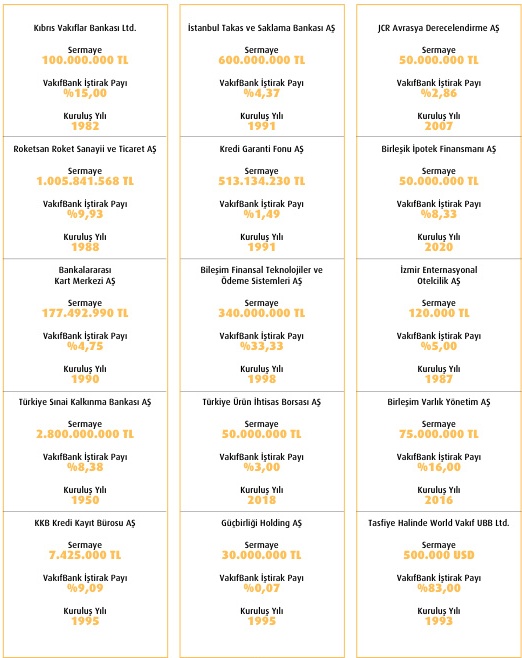 Kıbrıs Vakıflar Bankası Ltd.
Sermaye
100.000.000 TL
VakıfBank İştirak Payı
%15,00
Kuruluş Yılı
1982
Roketsan Roket Sanayii ve Ticaret AŞ
Sermaye
1.005.841.568 TL
VakıfBank İştirak Payı
%9,93
Kuruluş Yılı
1988
Bankalararası
Kart Merkezi AŞ
Sermaye
177.492.990 TL
VakıfBank İştirak Payı
%4,75
Kuruluş Yılı
1990
Türkiye Sınai Kalkınma Bankası AŞ
Sermaye
2.800.000.000 TL
VakıfBank İştirak Payı
%8,38
Kuruluş Yılı
1950
KKB Kredi Kayıt Bürosu AŞ
Sermaye
7.425.000 TL
VakıfBank İştirak Payı
%9,09
Kuruluş Yılı
1995
İstanbul Takas ve Saklama Bankası AŞ
Sermaye
600.000.000 TL
VakıfBank İştirak Payı
%4,37
Kuruluş Yılı
1991
Kredi Garanti Fonu AŞ
Sermaye
513.134.230 TL
VakıfBank İştirak Payı
%1,49
Kuruluş Yılı
1991
Bileşim Finansal Teknolojiler ve
Ödeme Sistemleri AŞ
Sermaye
340.000.000 TL
VakıfBank İştirak Payı
%33,33
Kuruluş Yılı
1998
Türkiye Ürün İhtisas Borsası AŞ
Sermaye
50.000.000 TL
VakıfBank İştirak Payı
%3,00
Kuruluş Yılı
2018
Güçbirliği Holding AŞ
Sermaye
30.000.000 TL
VakıfBank İştirak Payı
%0,07
Kuruluş Yılı
1995
JCR Avrasya Derecelendirme AŞ
Sermaye
50.000.000 TL
VakıfBank İştirak Payı
%2,86
Kuruluş Yılı
2007
Birleşik İpotek Finansmanı AŞ
Sermaye
50.000.000 TL
VakıfBank İştirak Payı
%8,33
Kuruluş Yılı
2020
İzmir Enternasyonal
Otelcilik AŞ
Sermaye
120.000 TL
VakıfBank İştirak Payı
%5,00
Kuruluş Yılı
1987
Birleşim Varlık Yönetim AŞ
Sermaye
75.000.000 TL
VakıfBank İştirak Payı
%16,00
Kuruluş Yılı
2016
Tasfiye Halinde World Vakıf UBB Ltd.
Sermaye
500.000 USD
VakıfBank İştirak Payı
%83,00
Kuruluş Yılı
1993